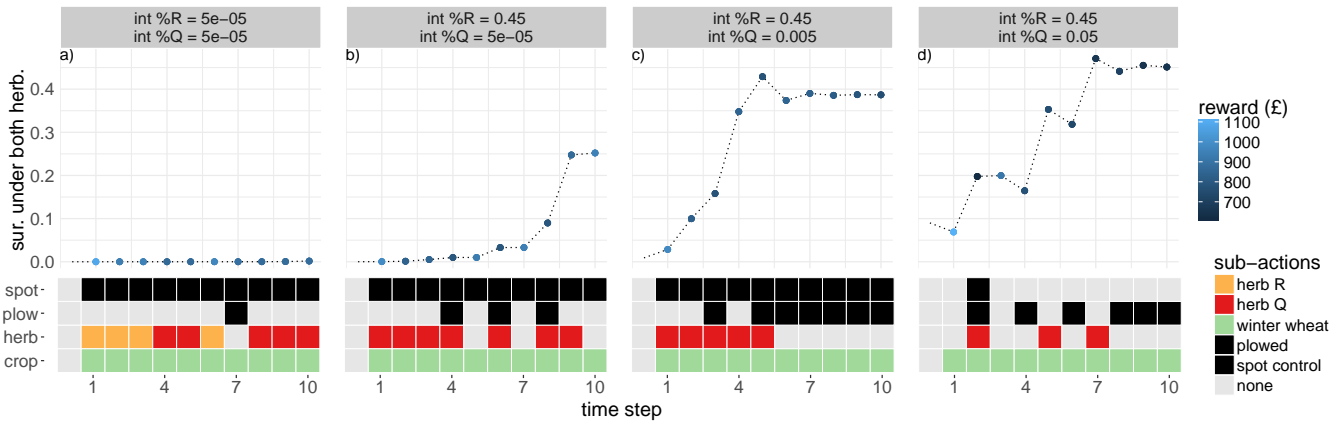 int %R = 5e−05
int %Q = 5e−05
int %R = 0.45
int %Q = 5e−05
int %R = 0.45
int %Q = 0.005
int %R = 0.45
int %Q = 0.05
a)
b)
c)
d)
sur. under both herb.
0.4
0.3
0.2
0.1
0.0
spot
plow
herb
crop
1 4 7 10
1 4 7 10
1 4 7 10
1 4 7 10
time step
reward (£)
1100
1000
900
800
700
sub−actions
herb R
herb Q
winter wheat
plowed
spot control
none